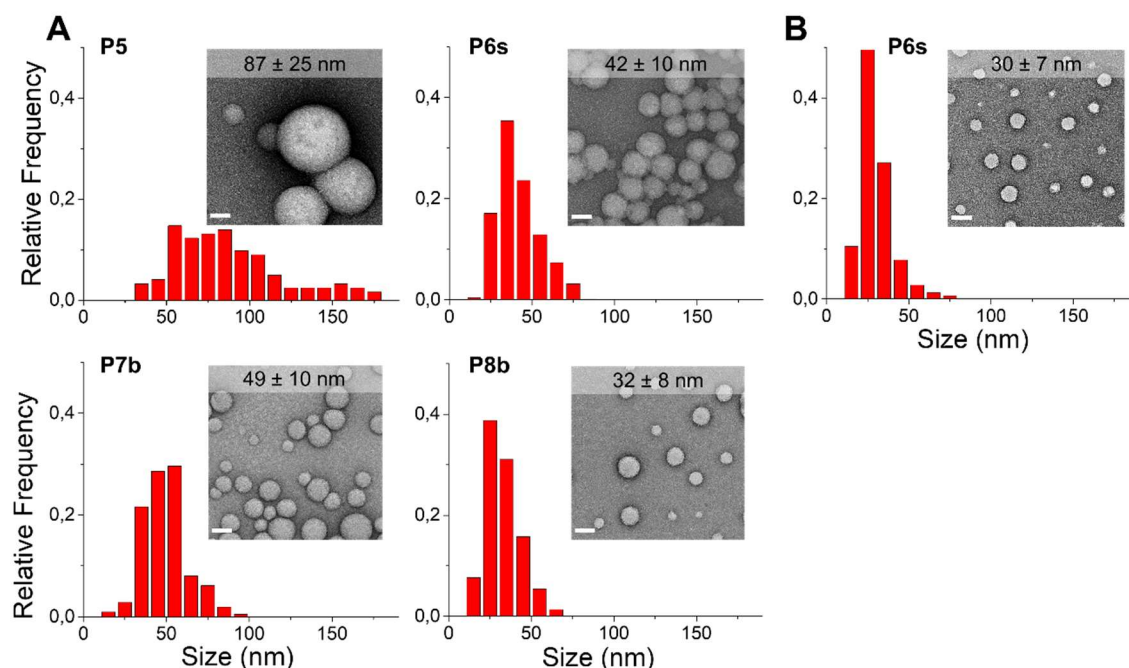 A
P5
87 ± 25 nm
Relative Frequency
0,4
0,2
0,0
0 50 100 150
P6s
42 ± 10 nm
0,4
0,2
0,0
0 50 100 150
B
P6s
30 ± 7 nm
0,4
0,2
0,0
0 50 100 150
Size (nm)
P7b
49 ± 10 nm
Relative Frequency
0,4
0,2
0,0
0 50 100 150
Size (nm)
P8b
32 ± 8 nm
0,4
0,2
0,0
0 50 100 150
Size (nm)